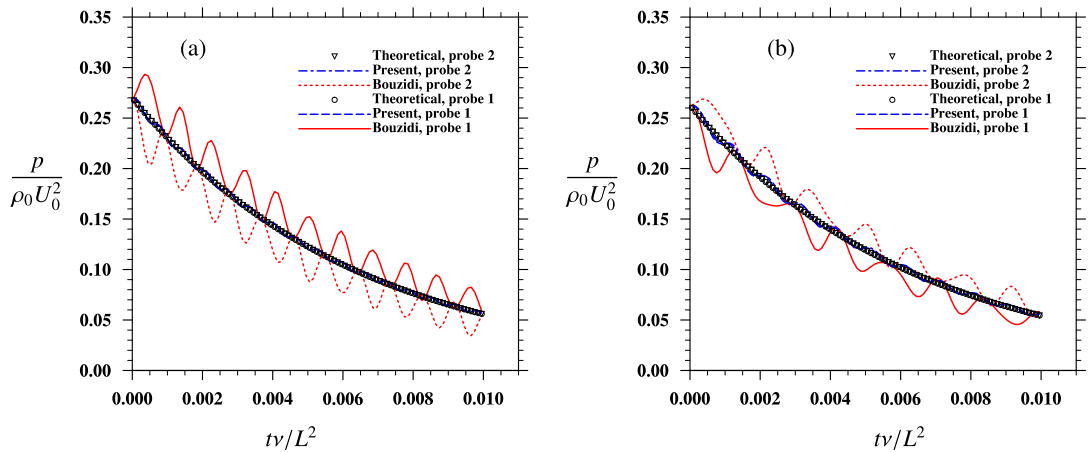 (a)
Theoretical, probe 2
Present, probe 2
Bouzidi, probe 2
Theoretical, probe 1
Present, probe 1
Bouzidi, probe 1
0.35
0.30
0.25
0.20
0.15
0.10
0.05
0.00
p
ρ₀U₀²
0.000 0.002 0.004 0.006 0.008 0.010
tν/L²
(b)
Theoretical, probe 2
Present, probe 2
Bouzidi, probe 2
Theoretical, probe 1
Present, probe 1
Bouzidi, probe 1
0.35
0.30
0.25
0.20
0.15
0.10
0.05
0.00
p
ρ₀U₀²
0.000 0.002 0.004 0.006 0.008 0.010
tν/L²